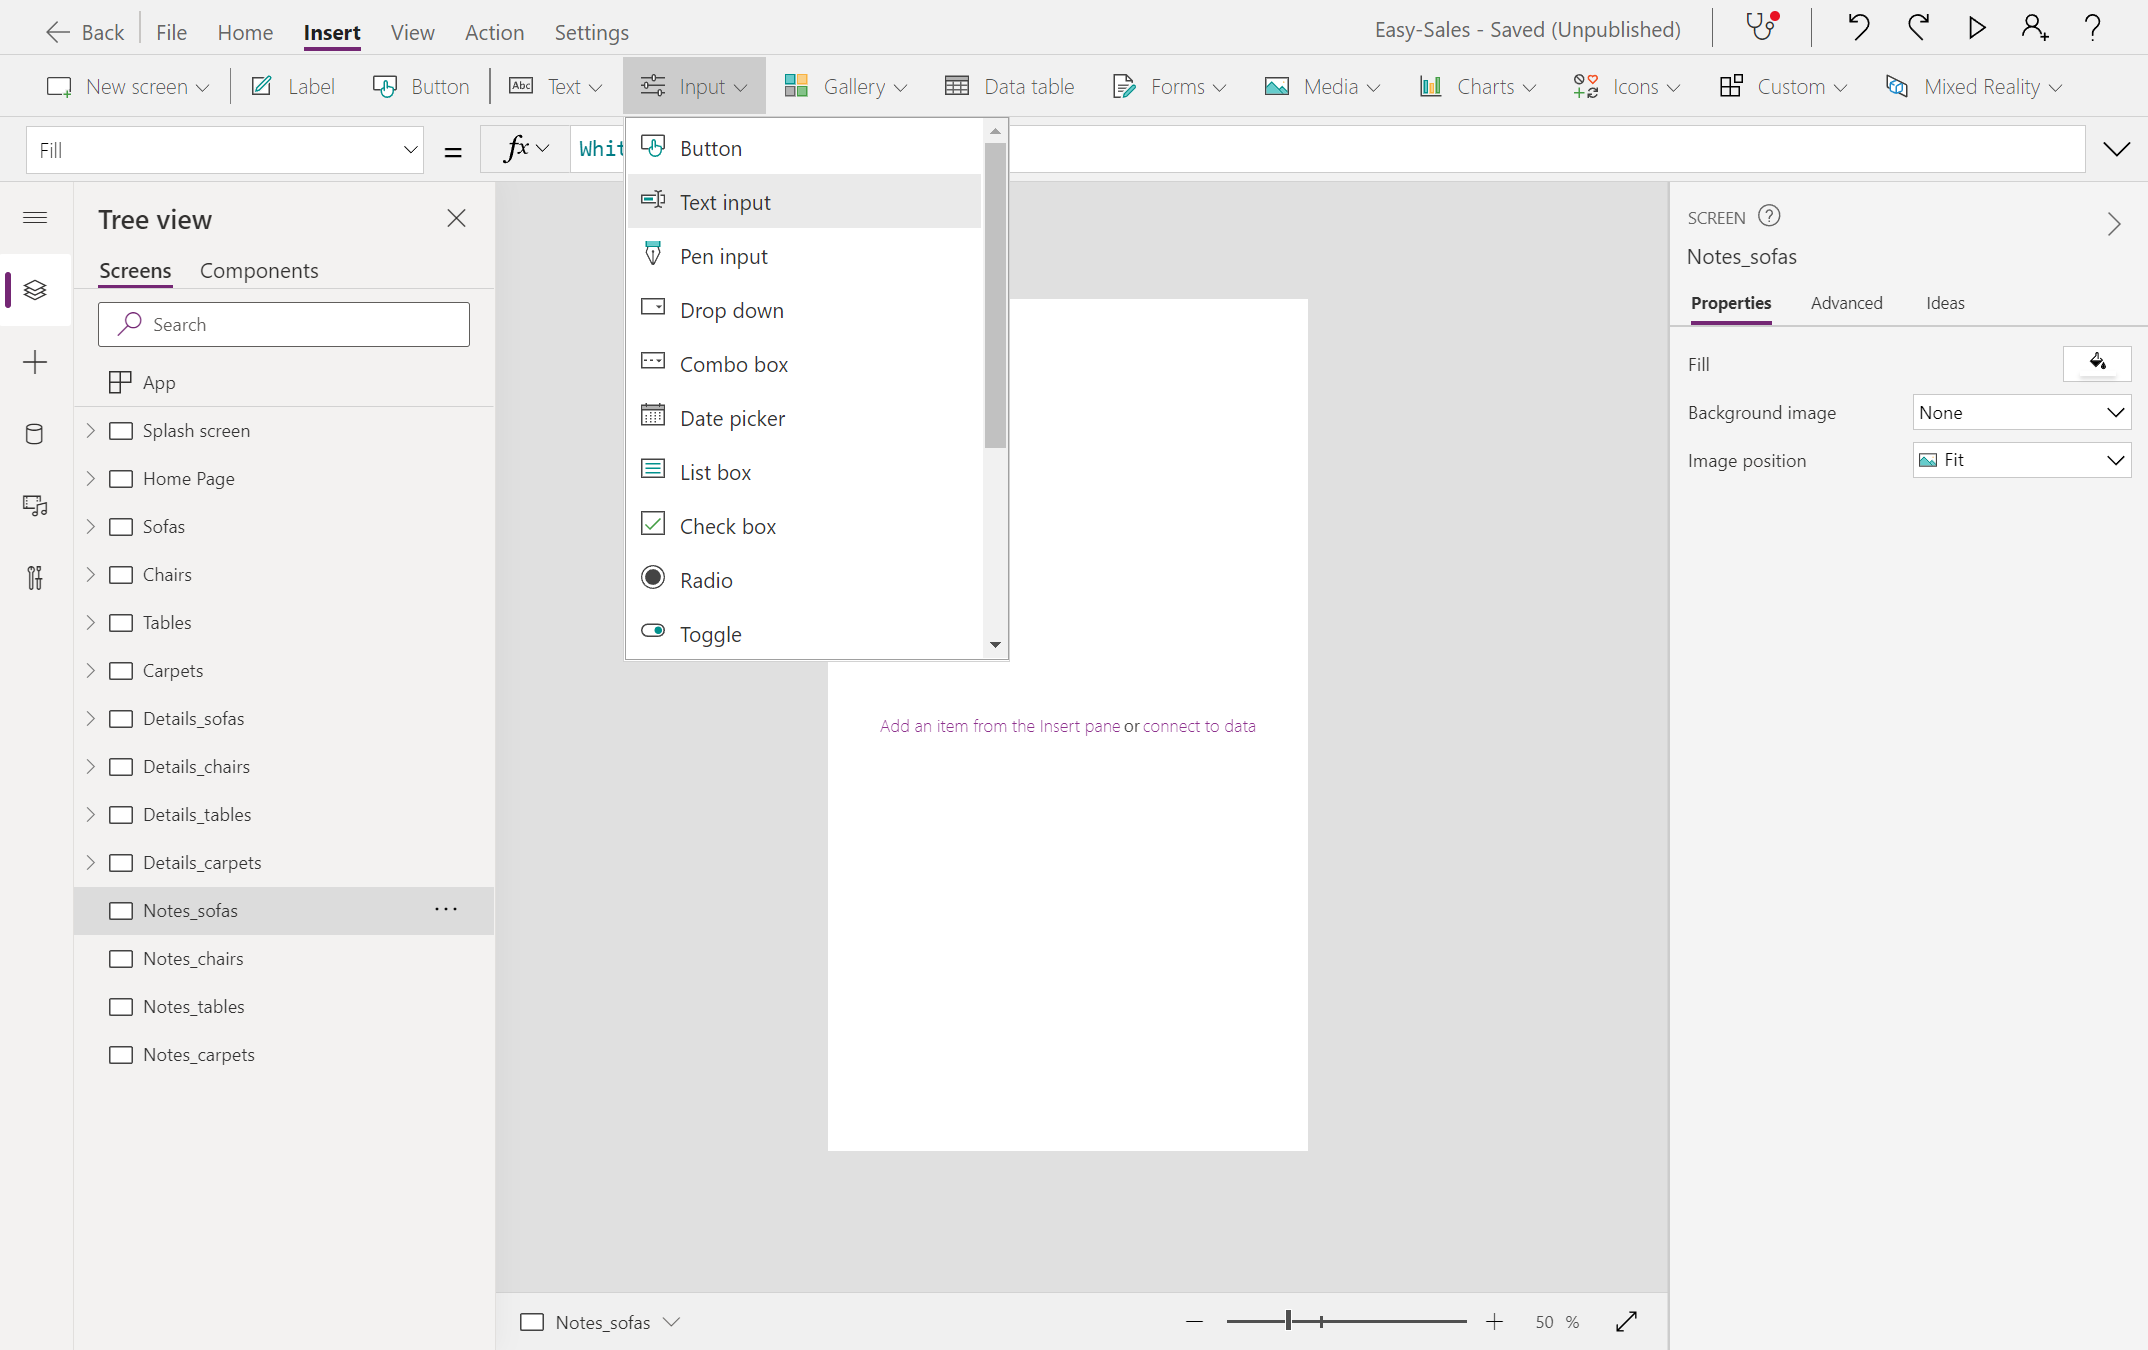 Back File Home Insert View Action Settings Easy-Sales - Saved (Unpublished)
New screen Label Button Abc Text Input Gallery Data table Forms Media Charts Icons Custom Mixed Reality
Fill = fx Whit
Tree view
Screens Components
Search
App
Splash screen
Home Page
Sofas
Chairs
Tables
Carpets
Details_sofas
Details_chairs
Details_tables
Details_carpets
Notes_sofas ...
Notes_chairs
Notes_tables
Notes_carpets
Button
Text input
Pen input
Drop down
Combo box
Date picker
List box
Check box
Radio
Toggle
Add an item from the Insert pane or connect to data
Notes_sofas 50 %
SCREEN
Notes_sofas
Properties Advanced Ideas
Fill
Background image None
Image position Fit